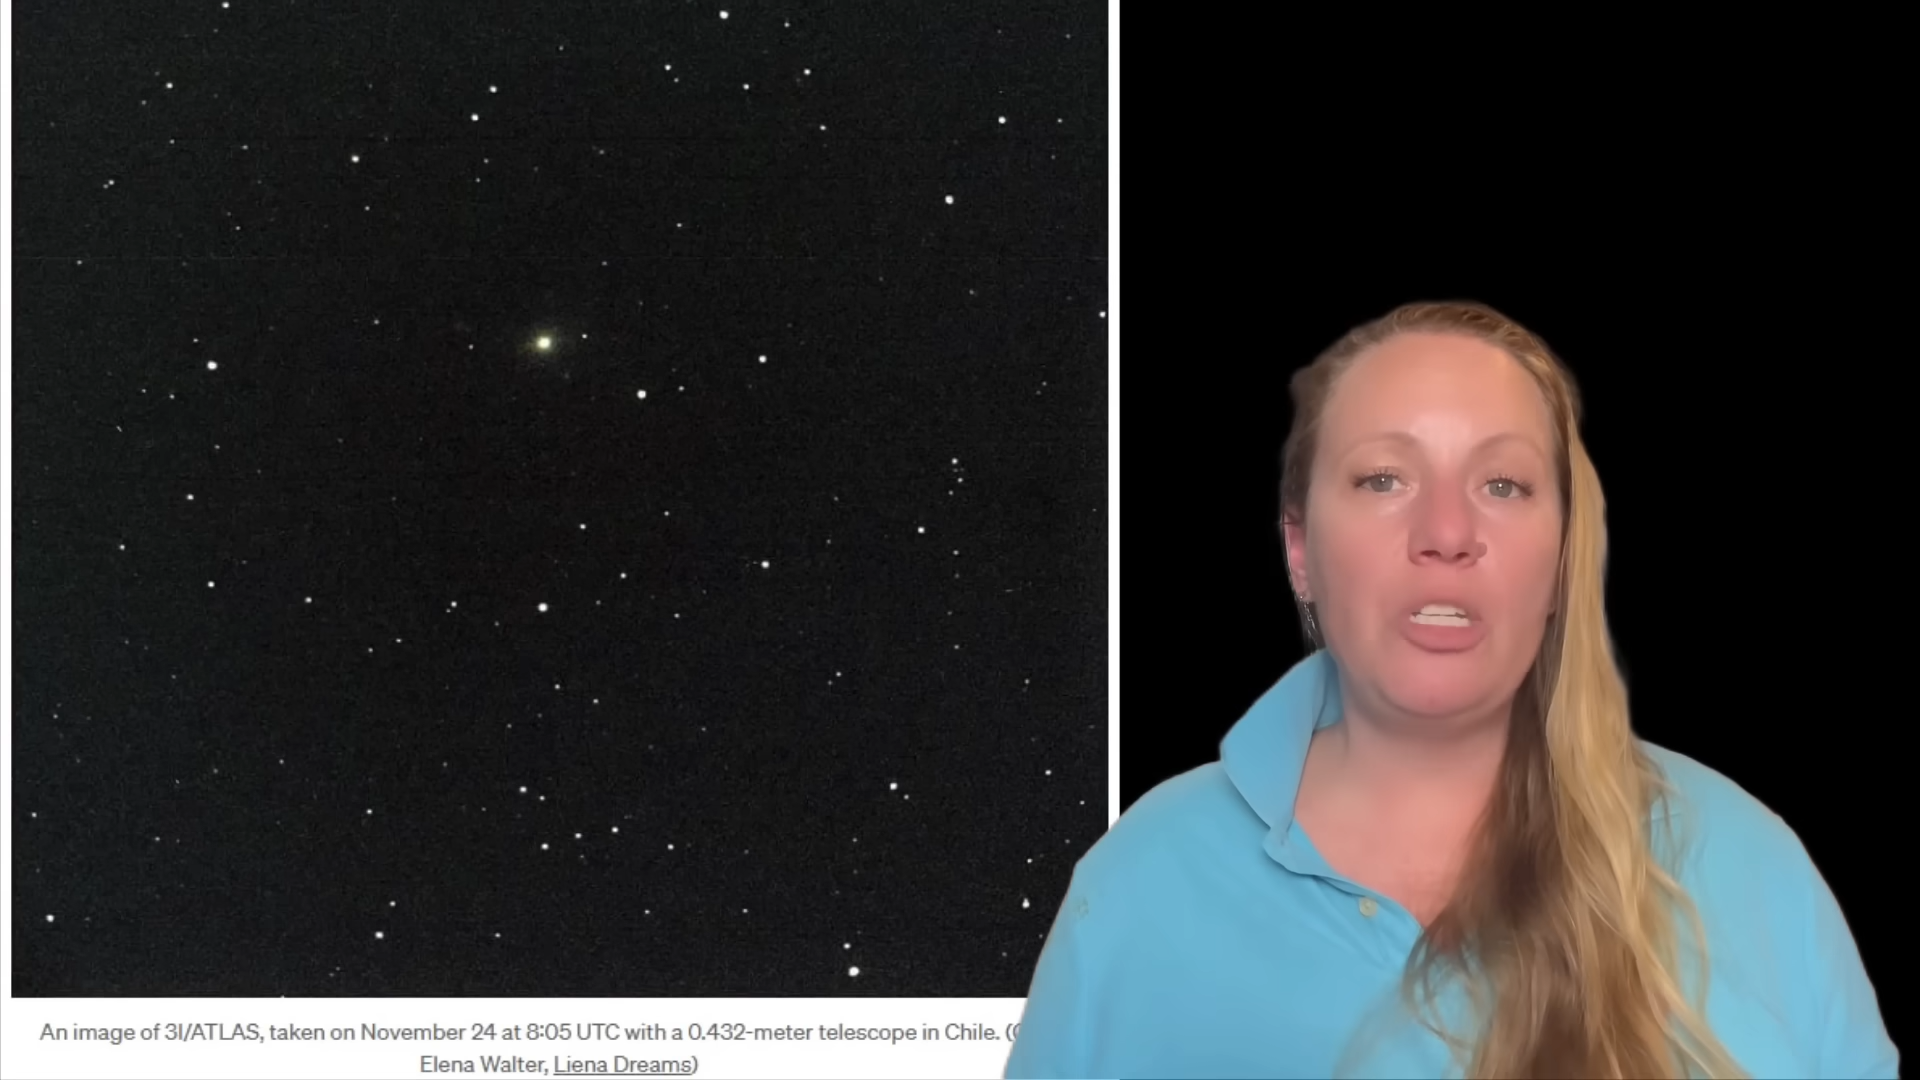 An image of 3I/ATLAS, taken on November 24 at 8:05 UTC with a 0.432-meter telescope in Chile. (
Elena Walter, Liena Dreams)